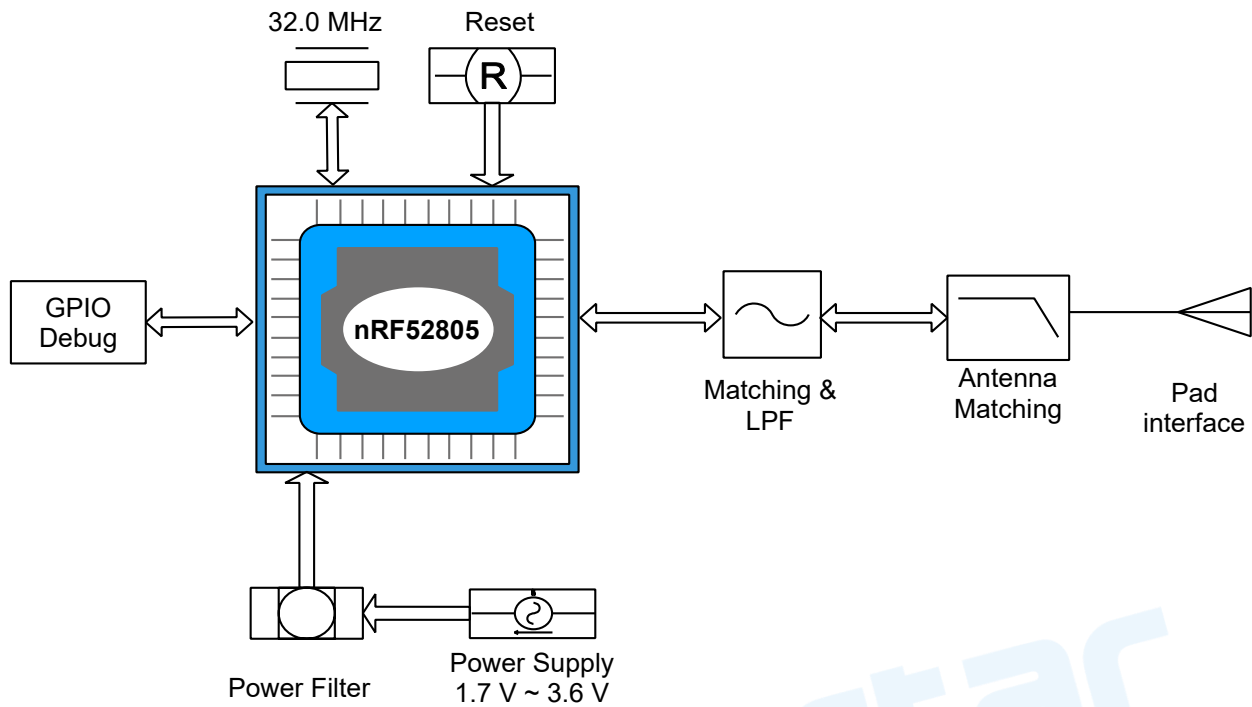 32.0 MHz
Reset
R
GPIO
Debug
nRF52805
Matching &
LPF
Antenna
Matching
Pad
interface
Power Filter
Power Supply
1.7 V ~ 3.6 V
star